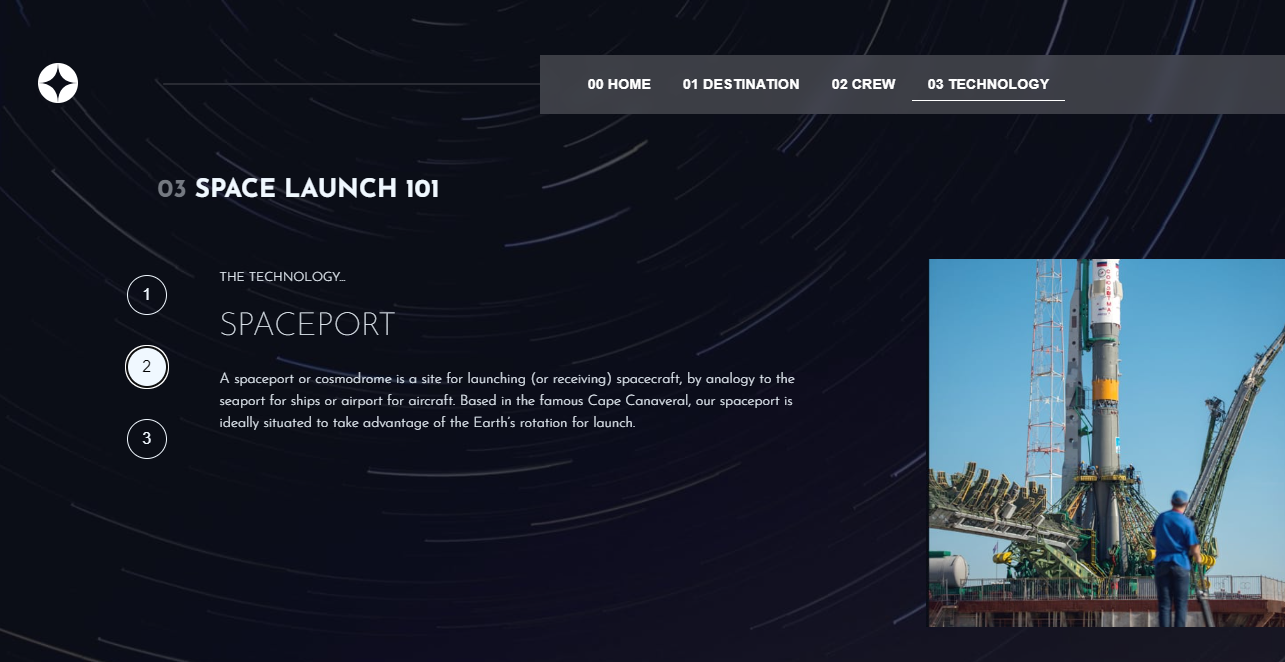 00 HOME 01 DESTINATION 02 CREW 03 TECHNOLOGY
03 SPACE LAUNCH 101
THE TECHNOLOGY...
SPACEPORT
A spaceport or cosmodrome is a site for launching (or receiving) spacecraft, by analogy to the
seaport for ships or airport for aircraft. Based in the famous Cape Canaveral, our spaceport is
ideally situated to take advantage of the Earth's rotation for launch.
1
2
3